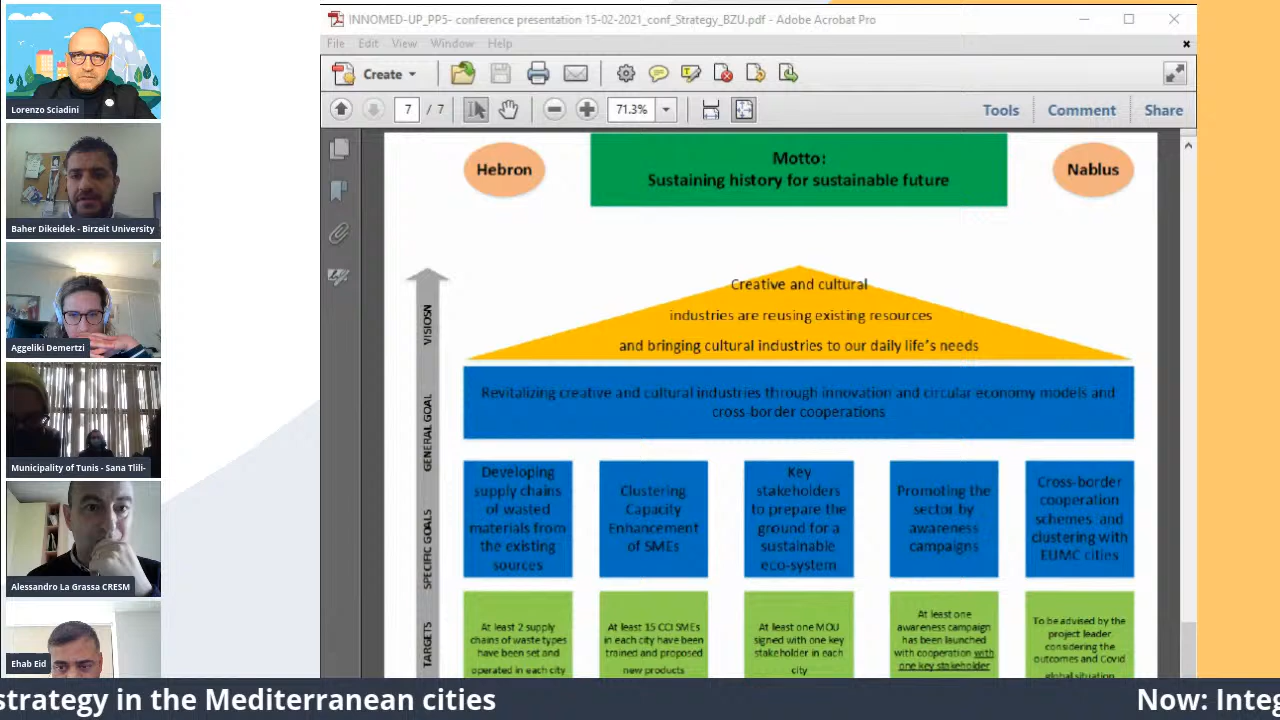 INNOMED-UP_PP5- conference presentation 15-02-2021_conf_Strategy_BZU.pdf - Adobe Acrobat Pro
File Edit View Window Help
Create
7 / 7
71.3%
Tools Comment Share
Lorenzo Sciadini
Baher Dikeidek - Birzeit University
Aggeliki Demertzi
Municipality of Tunis - Sana Tlili-
Alessandro La Grassa CRESM
Ehab Eid
Hebron
Motto:
Sustaining history for sustainable future
Nablus
VISIOSN
Creative and cultural
industries are reusing existing resources
and bringing cultural industries to our daily life's needs
GENERAL GOAL
Revitalizing creative and cultural industries through innovation and circular economy models and
cross-border cooperations
SPECIFIC GOALS
Developing
supply chains
of wasted
materials from
the existing
sources
Clustering
Capacity
Enhancement
of SMEs
Key
stakeholders
to prepare the
ground for a
sustainable
eco-system
Promoting the
sector by
awareness
campaigns
Cross-border
cooperation
schemes and
clustering with
EUMC cities
TARGETS
At least 2 supply
chains of waste types
have been set and
operated in each city
At least 15 CCI SMEs
in each city have been
trained and proposed
new products
At least one MOU
signed with one key
stakeholder in each
city
At least one
awareness campaign
has been launched
with cooperation with
one key stakeholder
To be advised by the
project leader
considering the
outcomes and Covid
global situation
strategy in the Mediterranean cities
Now: Integ